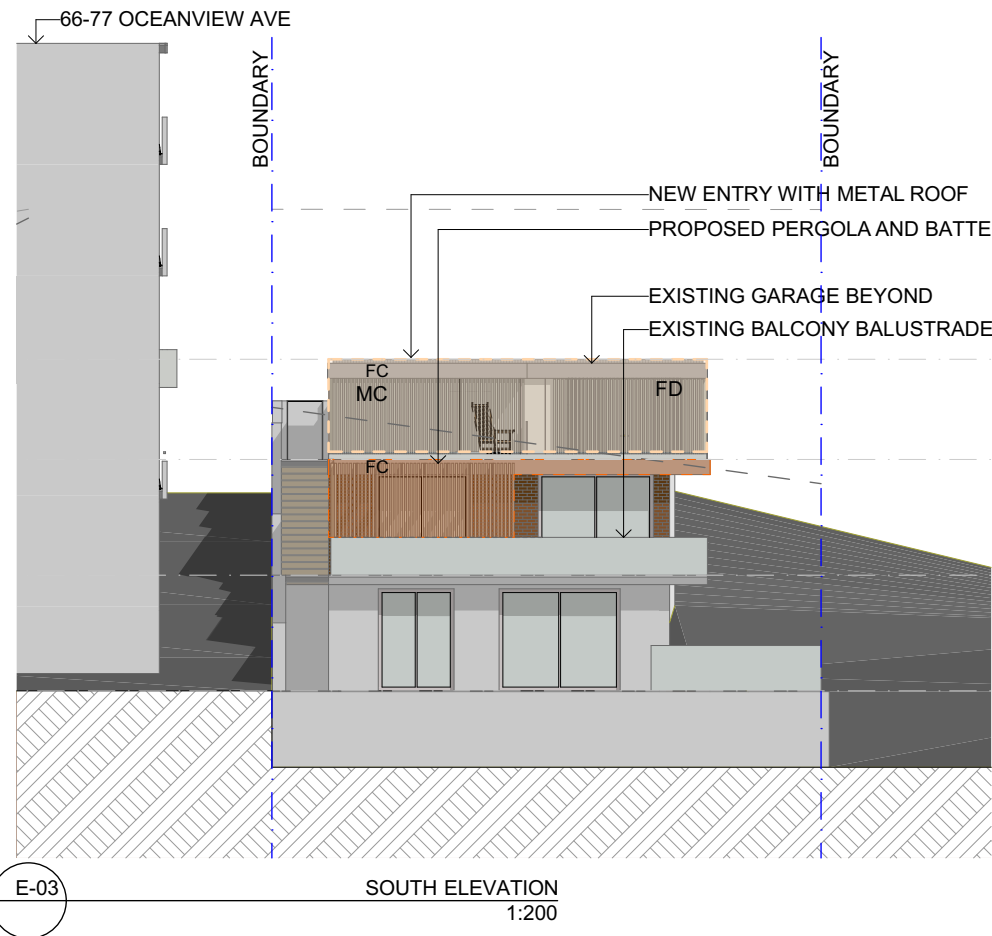 66-77 OCEANVIEW AVE
BOUNDARY
BOUNDARY
NEW ENTRY WITH METAL ROOF
PROPOSED PERGOLA AND BATTE
EXISTING GARAGE BEYOND
EXISTING BALCONY BALUSTRADE
FC
MC
FD
FC
E-03
SOUTH ELEVATION
1:200